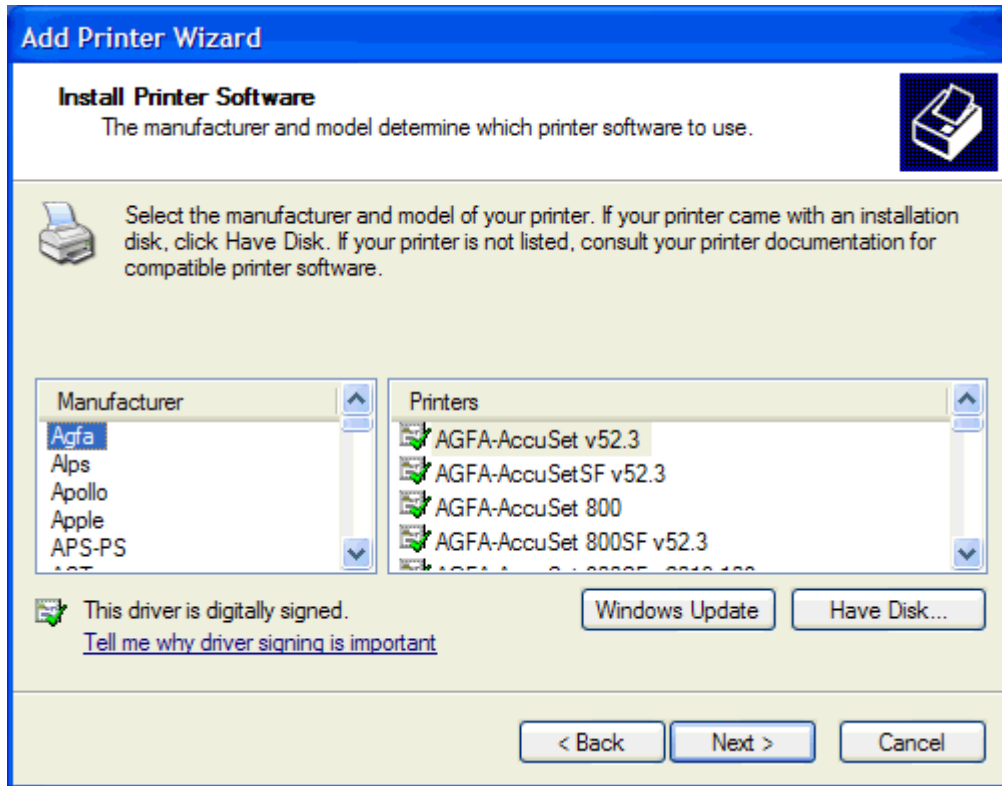 Add Printer Wizard
Install Printer Software
The manufacturer and model determine which printer software to use.
Select the manufacturer and model of your printer. If your printer came with an installation
disk, click Have Disk. If your printer is not listed, consult your printer documentation for
compatible printer software.
Manufacturer
Agfa
Alps
Apollo
Apple
APS-PS
Printers
AGFA-AccuSet v52.3
AGFA-AccuSetSF v52.3
AGFA-AccuSet 800
AGFA-AccuSet 800SF v52.3
This driver is digitally signed.
Tell me why driver signing is important
Windows Update
Have Disk...
< Back
Next >
Cancel